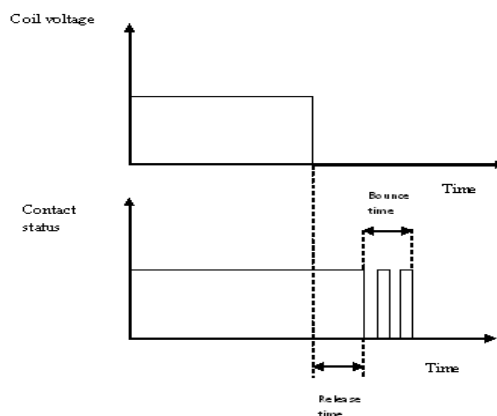 Coil voltage
Time
Bounce
time
Contact
status
Time
Release
time